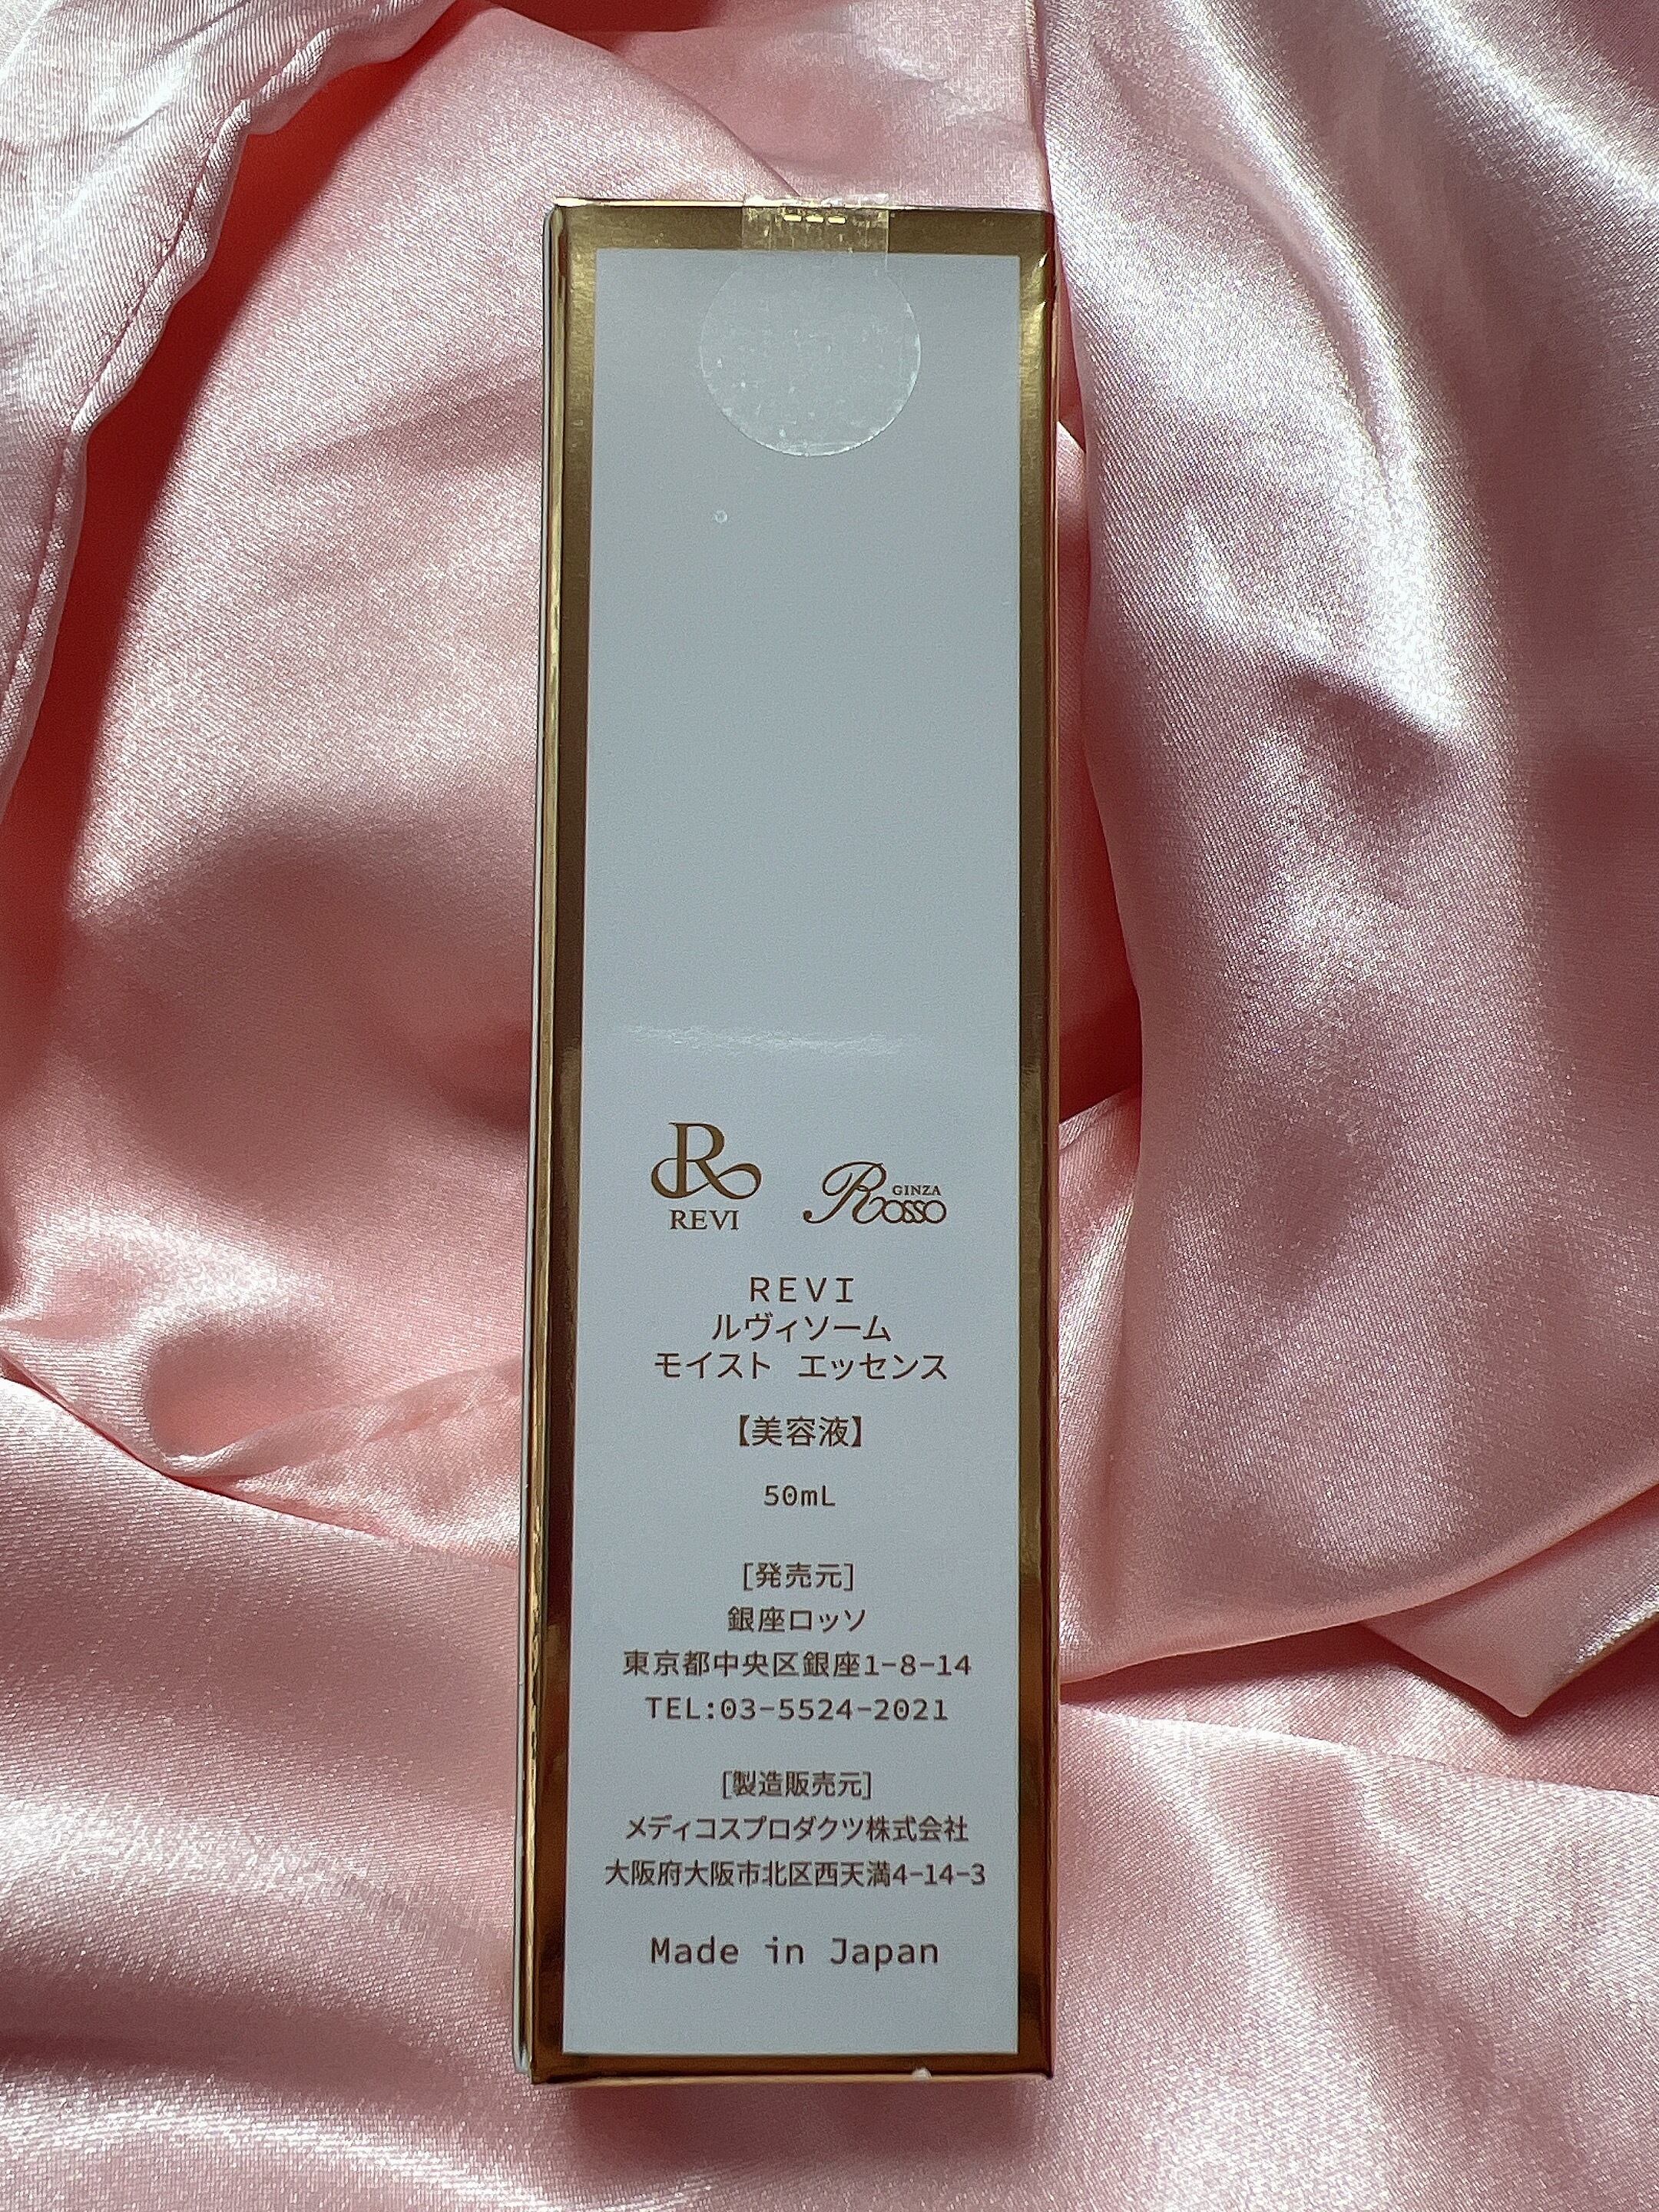 REVI
GINZA
Rosso
REVI
ルヴィソーム
モイスト エッセンス
【美容液】
50mL
[発売元]
銀座ロッソ
東京都中央区銀座1-8-14
TEL:03-5524-2021
[製造販売元]
メディコスプロダクツ株式会社
大阪府大阪市北区西天満4-14-3
Made in Japan